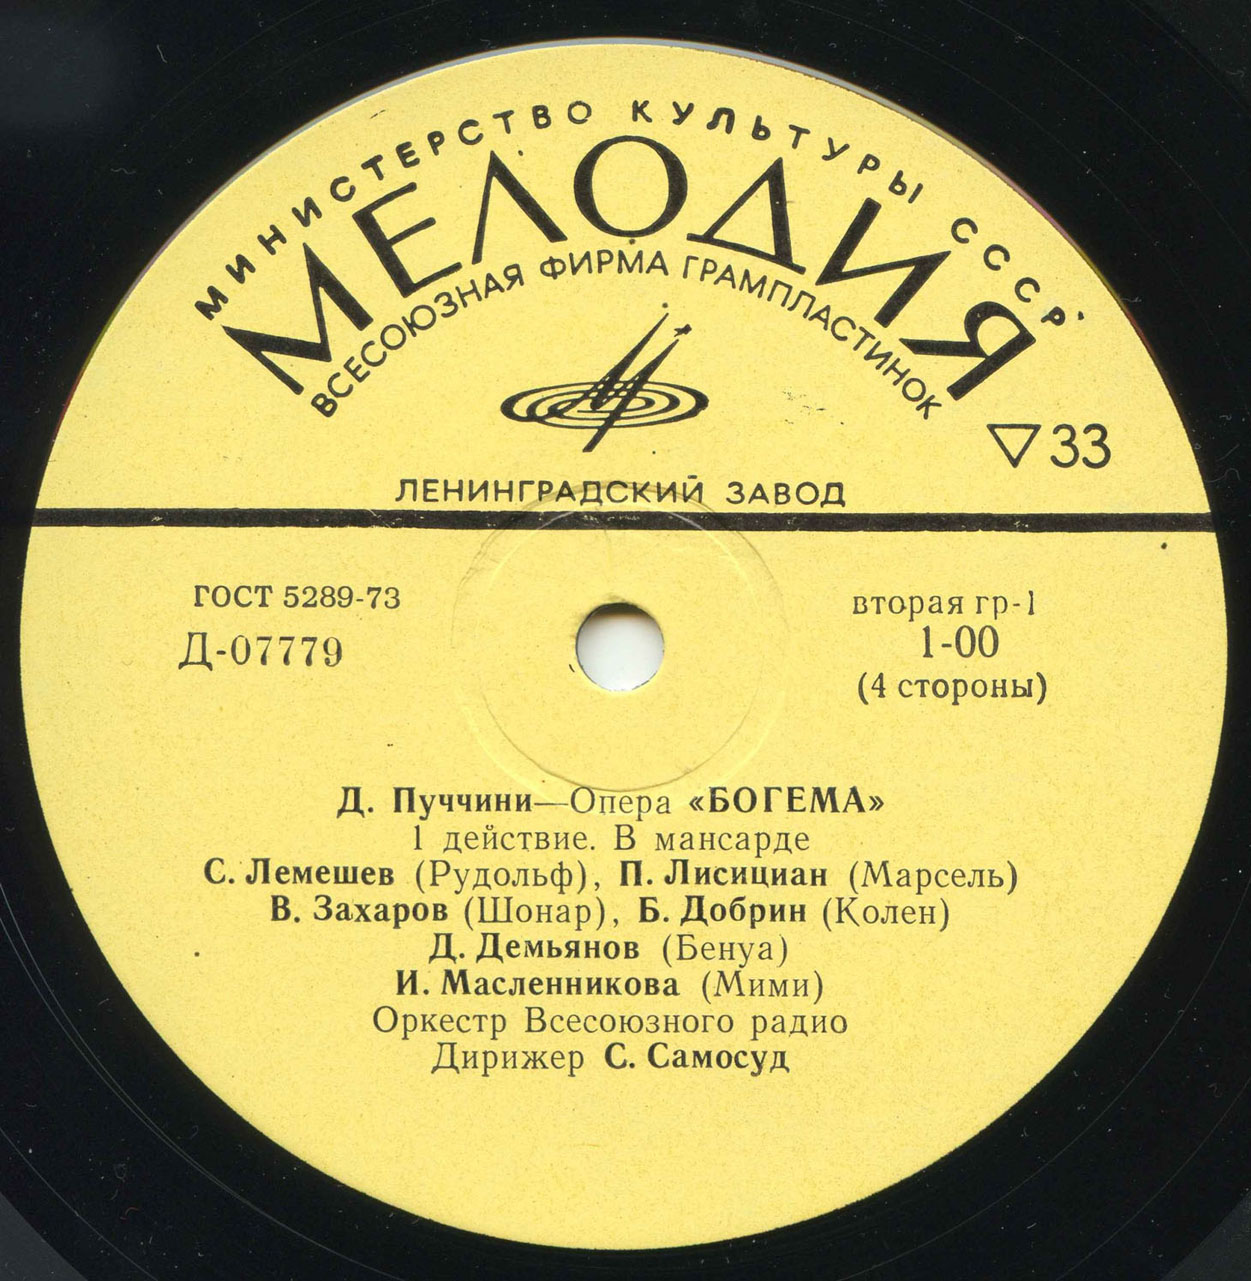 МИНИСТЕРСТВО КУЛЬТУРЫ СССР
МЕЛОДИЯ
ВСЕСОЮЗНАЯ ФИРМА ГРАМПЛАСТИНОК
▽33
ЛЕНИНГРАДСКИЙ ЗАВОД
ГОСТ 5289-73
Д-07779
вторая гр-1
1-00
(4 стороны)
Д. Пуччини—Опера «БОГЕМА»
1 действие. В мансарде
С. Лемешев (Рудольф), П. Лисициан (Марсель)
В. Захаров (Шонар), Б. Добрин (Колен)
Д. Демьянов (Бенуа)
И. Масленникова (Мими)
Оркестр Всесоюзного радио
Дирижер С. Самосуд